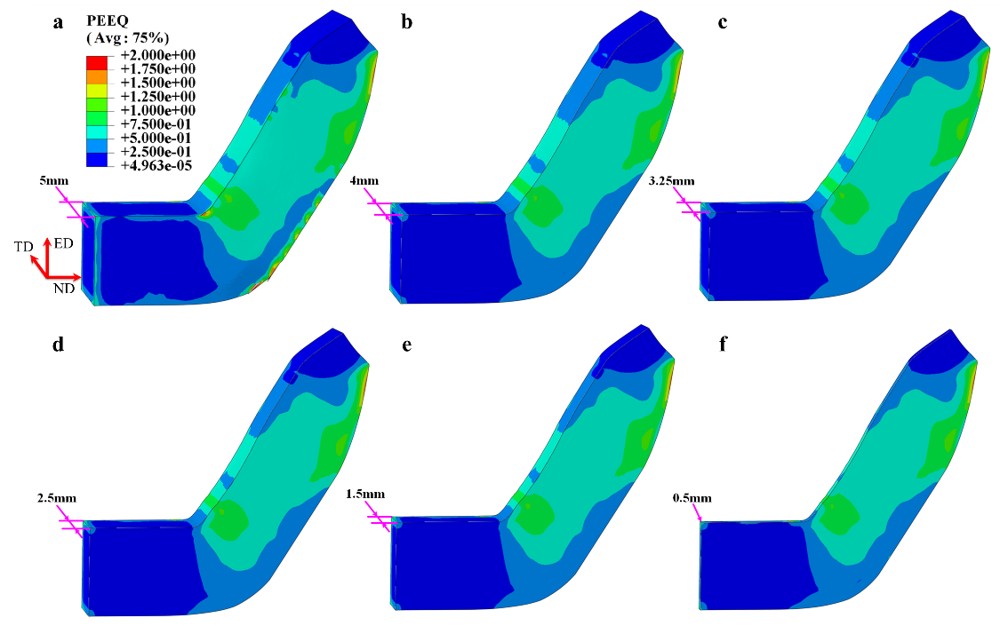 a
b
c
PEEQ
(Avg: 75%)
+2.000e+00
+1.750e+00
+1.500e+00
+1.250e+00
+1.000e+00
+7.500e-01
+5.000e-01
+2.500e-01
+4.963e-05
5mm
4mm
3.25mm
TD
ED
ND
d
e
f
2.5mm
1.5mm
0.5mm